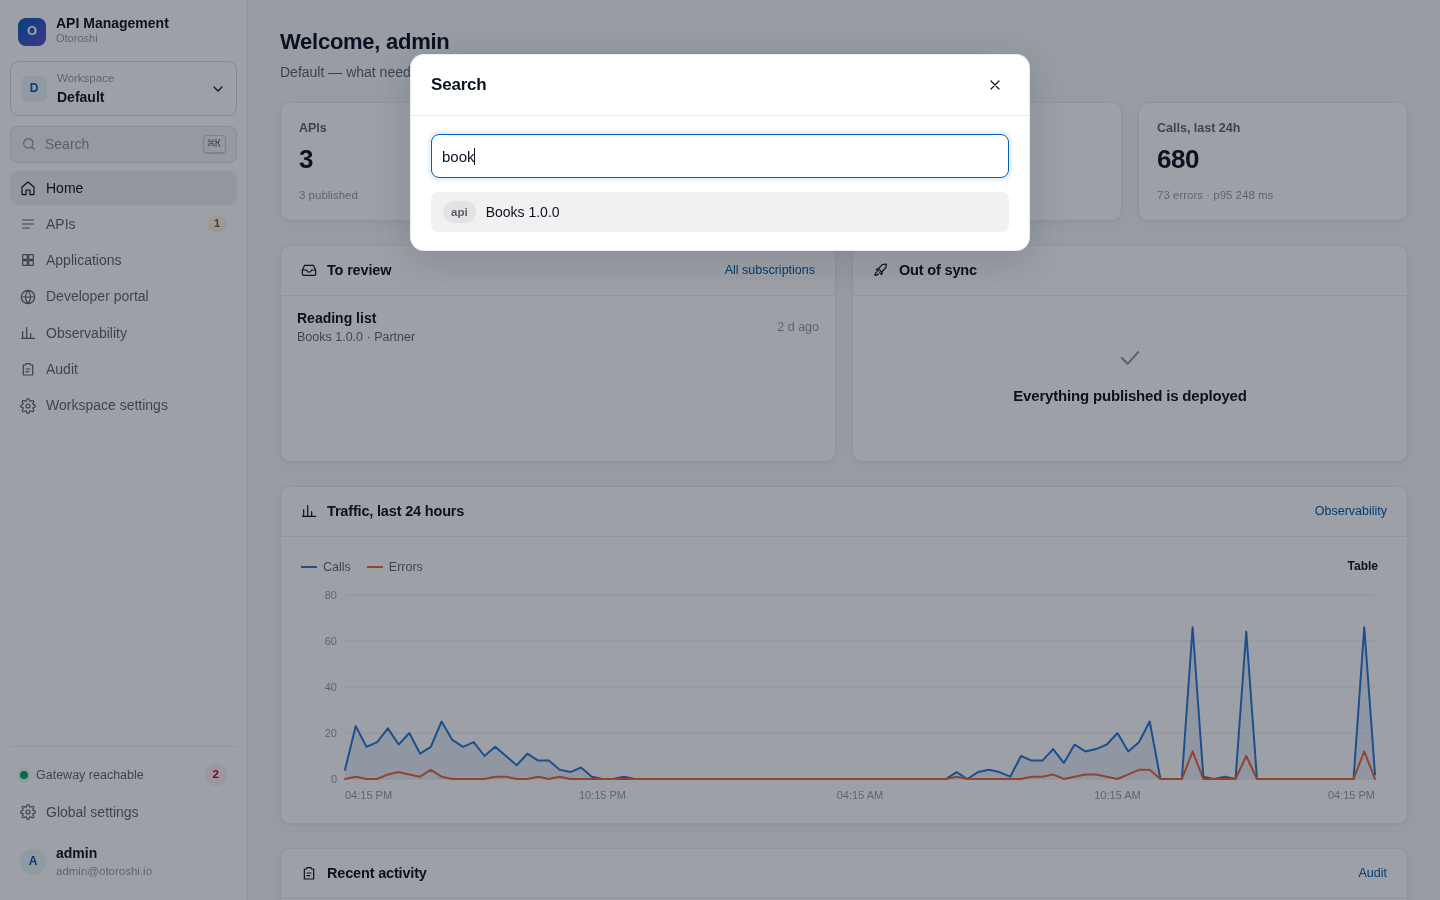 API Management
Otoroshi
D
Workspace
Default
Search
⌘K
Home
APIs
1
Applications
Developer portal
Observability
Audit
Workspace settings
Gateway reachable
2
Global settings
A
admin
admin@otoroshi.io
O
Welcome, admin
Default — what need
Search
book
api
Books 1.0.0
APIs
3
3 published
Calls, last 24h
680
73 errors · p95 248 ms
To review
All subscriptions
Reading list
Books 1.0.0 · Partner
2 d ago
Out of sync
Everything published is deployed
Traffic, last 24 hours
Observability
Calls
Errors
Table
80
60
40
20
0
04:15 PM
10:15 PM
04:15 AM
10:15 AM
04:15 PM
Recent activity
Audit